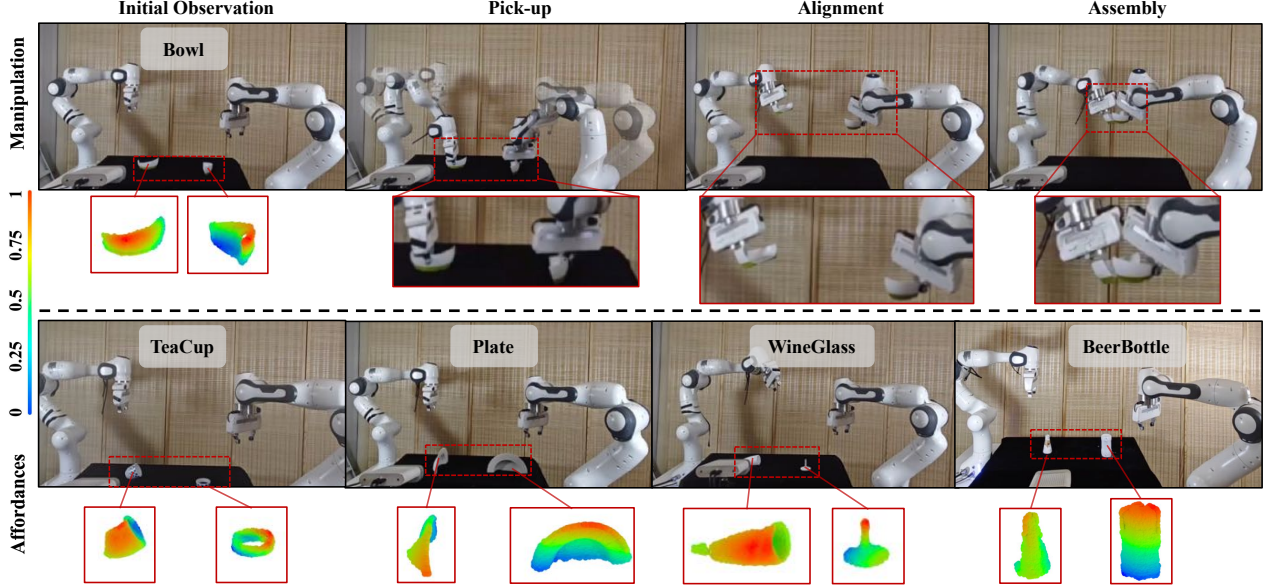 Initial Observation
Pick-up
Alignment
Assembly
Manipulation
Bowl
1
0.75
0.5
0.25
0
TeaCup
Plate
WineGlass
BeerBottle
Affordances